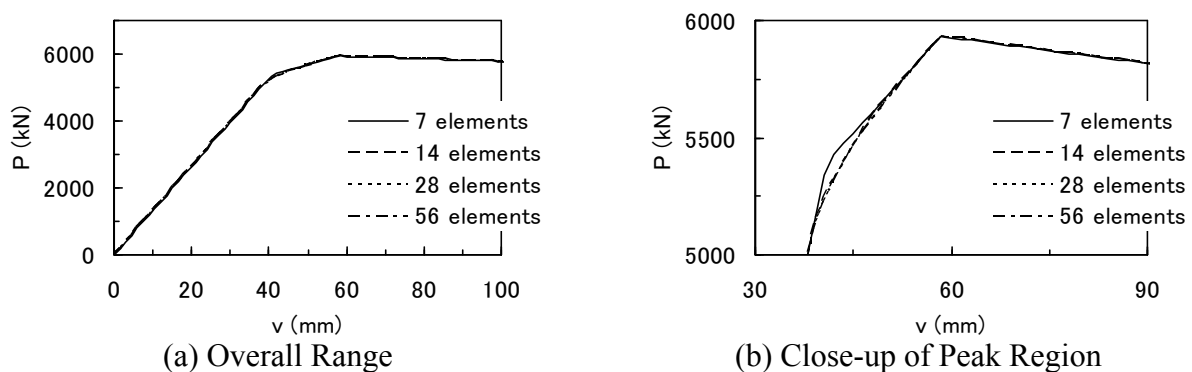 6000
4000
2000
0
P (kN)
7 elements
14 elements
28 elements
56 elements
0 20 40 60 80 100
v (mm)
(a) Overall Range
6000
5500
5000
P (kN)
7 elements
14 elements
28 elements
56 elements
30 60 90
v (mm)
(b) Close-up of Peak Region